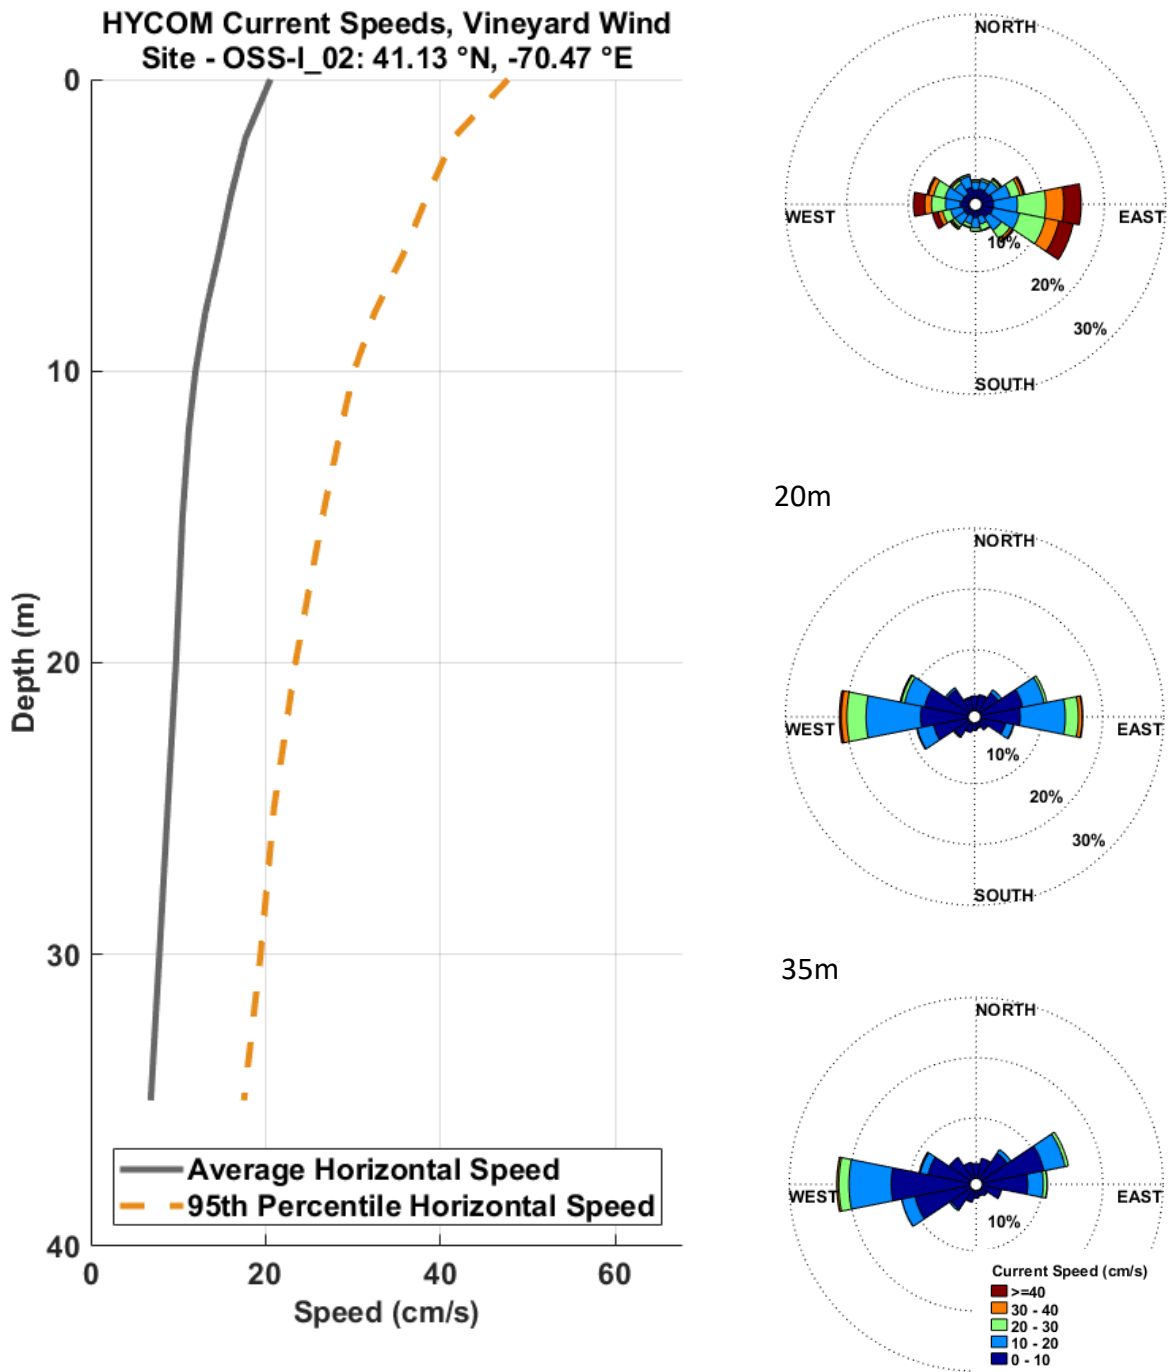 HYCOM Current Speeds, Vineyard Wind
Site - OSS-I_02: 41.13 °N, -70.47 °E
0
10
20
30
40
Depth (m)
0
20
40
60
Speed (cm/s)
Average Horizontal Speed
95th Percentile Horizontal Speed
NORTH
WEST
EAST
10%
20%
30%
SOUTH
20m
NORTH
WEST
EAST
10%
20%
30%
SOUTH
35m
NORTH
WEST
EAST
10%
Current Speed (cm/s)
>=40
30 - 40
20 - 30
10 - 20
0 - 10